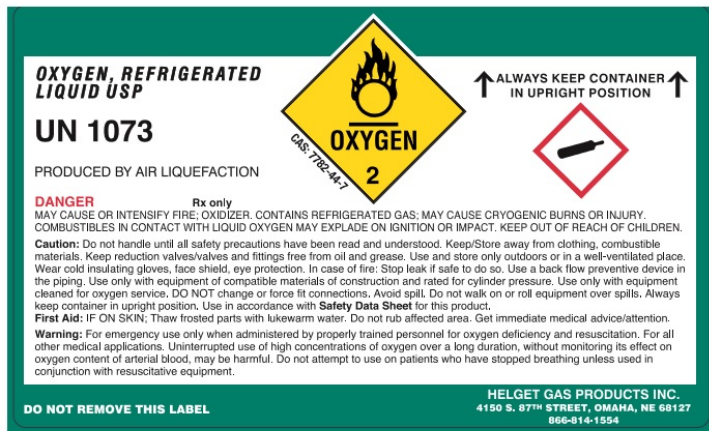 OXYGEN, REFRIGERATED
LIQUID USP
UN 1073
PRODUCED BY AIR LIQUEFACTION
OXYGEN
2
CAS: 7782-44-7
ALWAYS KEEP CONTAINER
IN UPRIGHT POSITION
DANGER Rx only
MAY CAUSE OR INTENSIFY FIRE; OXIDIZER. CONTAINS REFRIGERATED GAS; MAY CAUSE CRYOGENIC BURNS OR INJURY.
COMBUSTIBLES IN CONTACT WITH LIQUID OXYGEN MAY EXPLADE ON IGNITION OR IMPACT. KEEP OUT OF REACH OF CHILDREN.
Caution: Do not handle until all safety precautions have been read and understood. Keep/Store away from clothing, combustible
materials. Keep reduction valves/valves and fittings free from oil and grease. Use and store only outdoors or in a well-ventilated place.
Wear cold insulating gloves, face shield, eye protection. In case of fire: Stop leak if safe to do so. Use a back flow preventive device in
the piping. Use only with equipment of compatible materials of construction and rated for cylinder pressure. Use only with equipment
cleaned for oxygen service. DO NOT change or force fit connections. Avoid spill. Do not walk on or roll equipment over spills. Always
keep container in upright position. Use in accordance with Safety Data Sheet for this product.
First Aid: IF ON SKIN; Thaw frosted parts with lukewarm water. Do not rub affected area. Get immediate medical advice/attention.
Warning: For emergency use only when administered by properly trained personnel for oxygen deficiency and resuscitation. For all
other medical applications. Uninterrupted use of high concentrations of oxygen over a long duration, without monitoring its effect on
oxygen content of arterial blood, may be harmful. Do not attempt to use on patients who have stopped breathing unless used in
conjunction with resuscitative equipment.
DO NOT REMOVE THIS LABEL
HELGET GAS PRODUCTS INC.
4150 S. 87TH STREET, OMAHA, NE 68127
866-814-1554